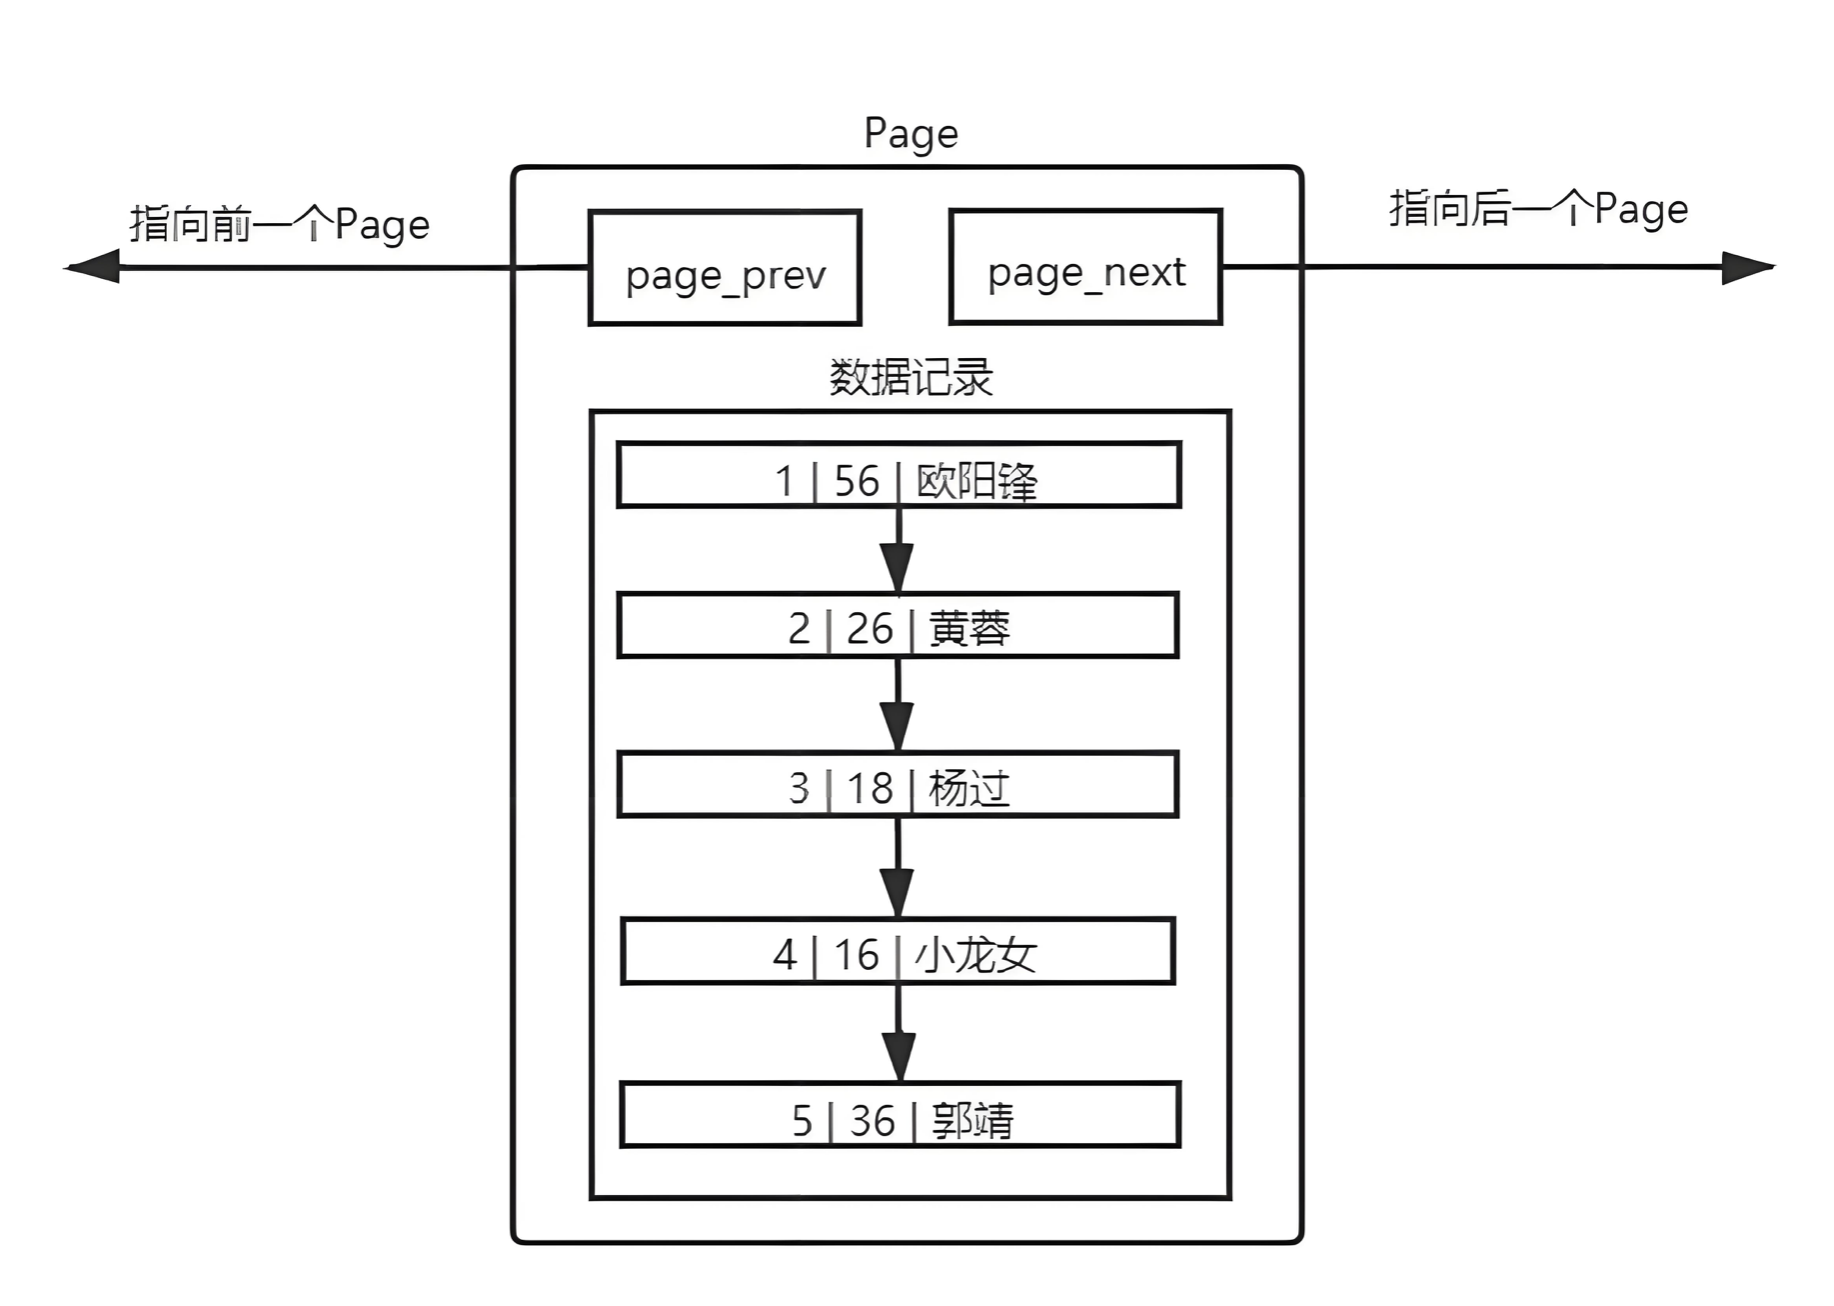 Page
指向前一个Page
指向后一个Page
page_prev
page_next
数据记录
1 | 56 | 欧阳锋
2 | 26 | 黄蓉
3 | 18 | 杨过
4 | 16 | 小龙女
5 | 36 | 郭靖